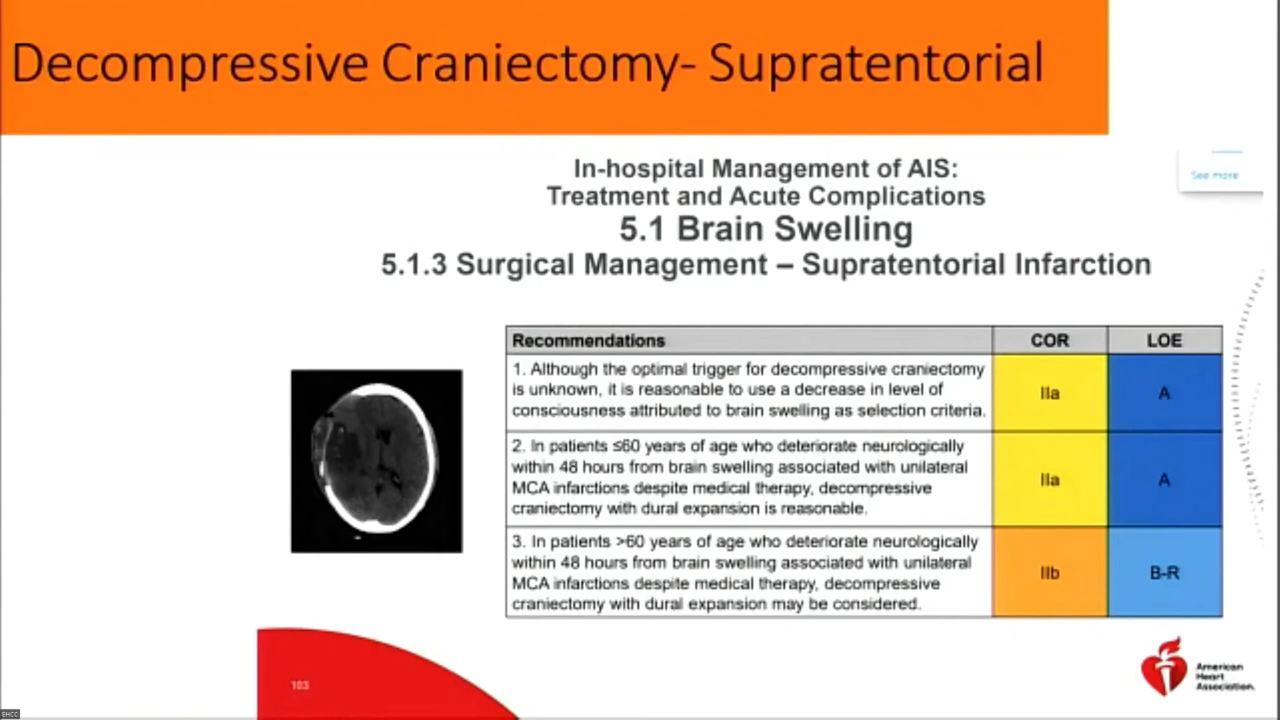 Decompressive Craniectomy- Supratentorial
In-hospital Management of AIS:
Treatment and Acute Complications
See more
5.1 Brain Swelling
5.1.3 Surgical Management – Supratentorial Infarction
Recommendations COR LOE
1. Although the optimal trigger for decompressive craniectomy
is unknown, it is reasonable to use a decrease in level of
consciousness attributed to brain swelling as selection criteria.
IIa A
2. In patients ≤60 years of age who deteriorate neurologically
within 48 hours from brain swelling associated with unilateral
MCA infarctions despite medical therapy, decompressive
craniectomy with dural expansion is reasonable.
IIa A
3. In patients >60 years of age who deteriorate neurologically
within 48 hours from brain swelling associated with unilateral
MCA infarctions despite medical therapy, decompressive
craniectomy with dural expansion may be considered.
IIb B-R
103
American
Heart
Association.
EHCC